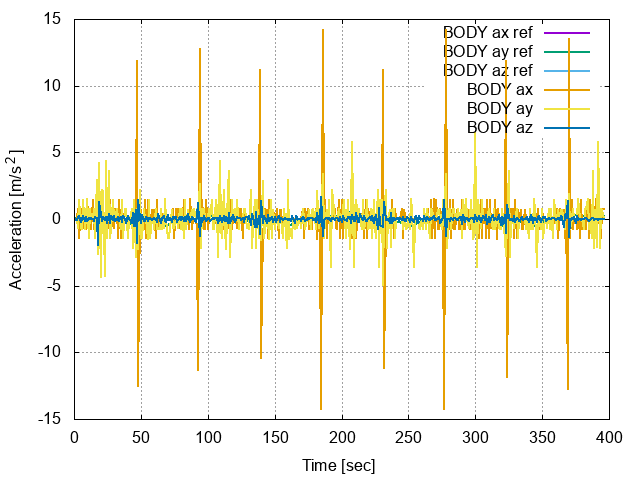 15
10
5
0
-5
-10
-15
Acceleration [m/s²]
BODY ax ref
BODY ay ref
BODY az ref
BODY ax
BODY ay
BODY az
0 50 100 150 200 250 300 350 400
Time [sec]